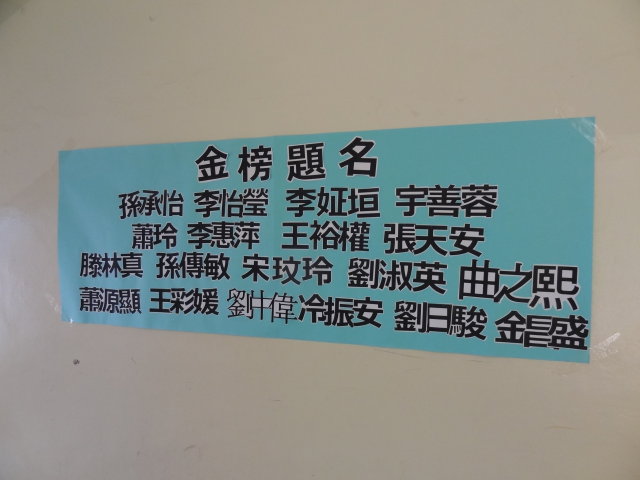 金榜題名
孫承怡 李怡瑩 李姃垣 宇善蓉
蕭玲 李惠萍 王裕權 張天安
滕林真 孫傳敏 宋玟玲 劉淑英 曲之熙
蕭源顯 王彩媛 劉什偉 冷振安 劉日駿 金昌盛